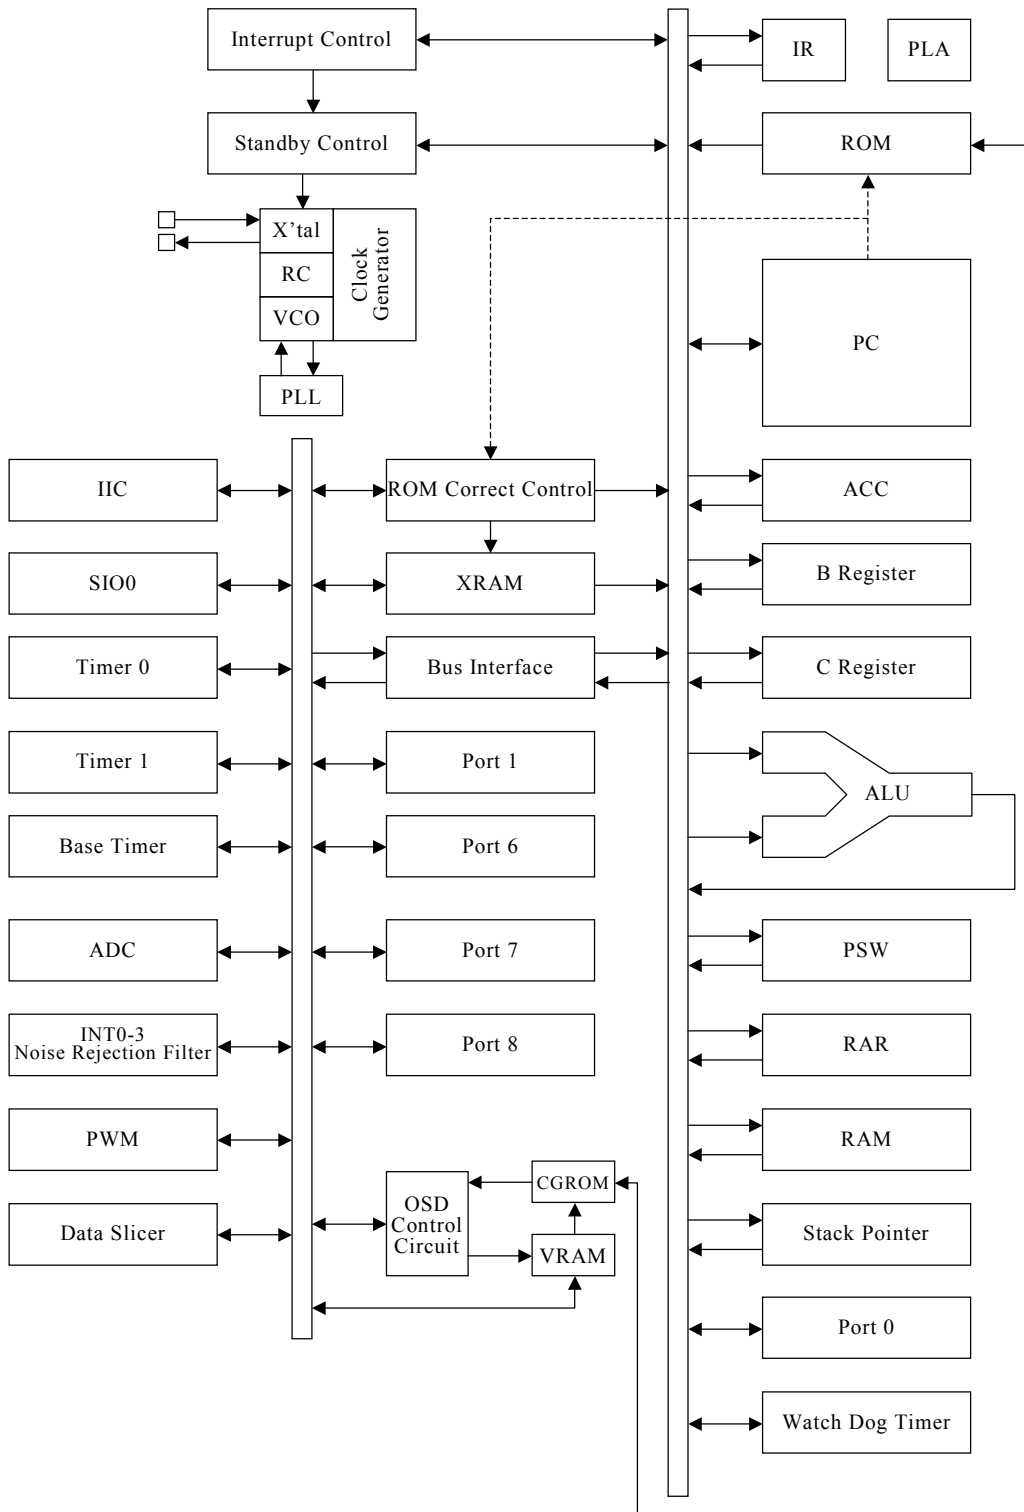 Interrupt Control
IR
PLA
Standby Control
ROM
X'tal
RC
VCO
Clock
Generator
PC
PLL
IIC
ROM Correct Control
ACC
SIO0
XRAM
B Register
Timer 0
Bus Interface
C Register
Timer 1
Port 1
ALU
Base Timer
Port 6
ADC
Port 7
PSW
INT0-3
Noise Rejection Filter
Port 8
RAR
PWM
RAM
OSD
Control
Circuit
CGROM
VRAM
Data Slicer
Stack Pointer
Port 0
Watch Dog Timer